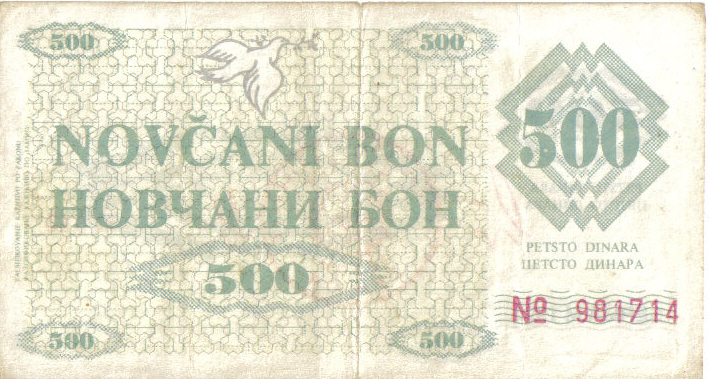 500
500
NOVČANI BON
НОВЧАНИ БОН
500
500
500
500
PETSTO DINARA
ПЕТСТО ДИНАРА
№ 981714